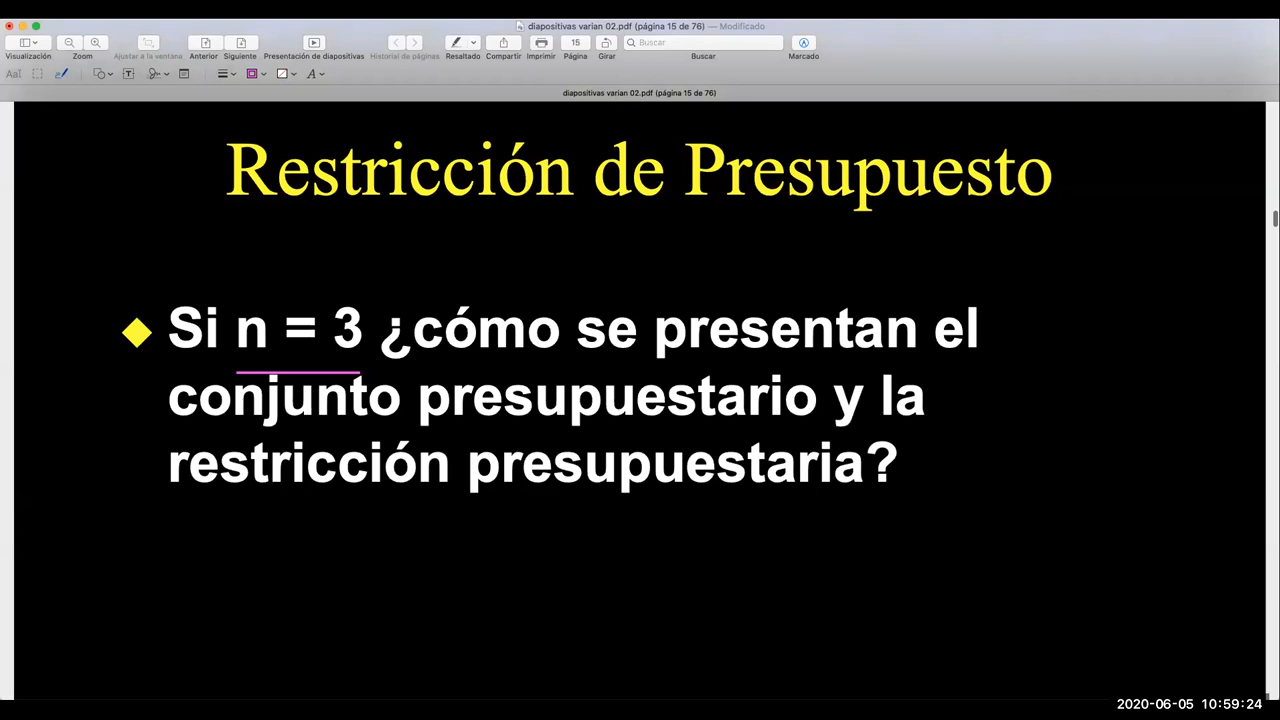 diapositivas varian 02.pdf (página 15 de 76) — Modificado
15
Buscar
Visualización Zoom Ajustar a la ventana Anterior Siguiente Presentación de diapositivas Historial de páginas Resaltado Compartir Imprimir Página Girar Buscar Marcado
diapositivas varian 02.pdf (página 15 de 76)
Restricción de Presupuesto
Si n = 3 ¿cómo se presentan el
conjunto presupuestario y la
restricción presupuestaria?
2020-06-05 10:59:24